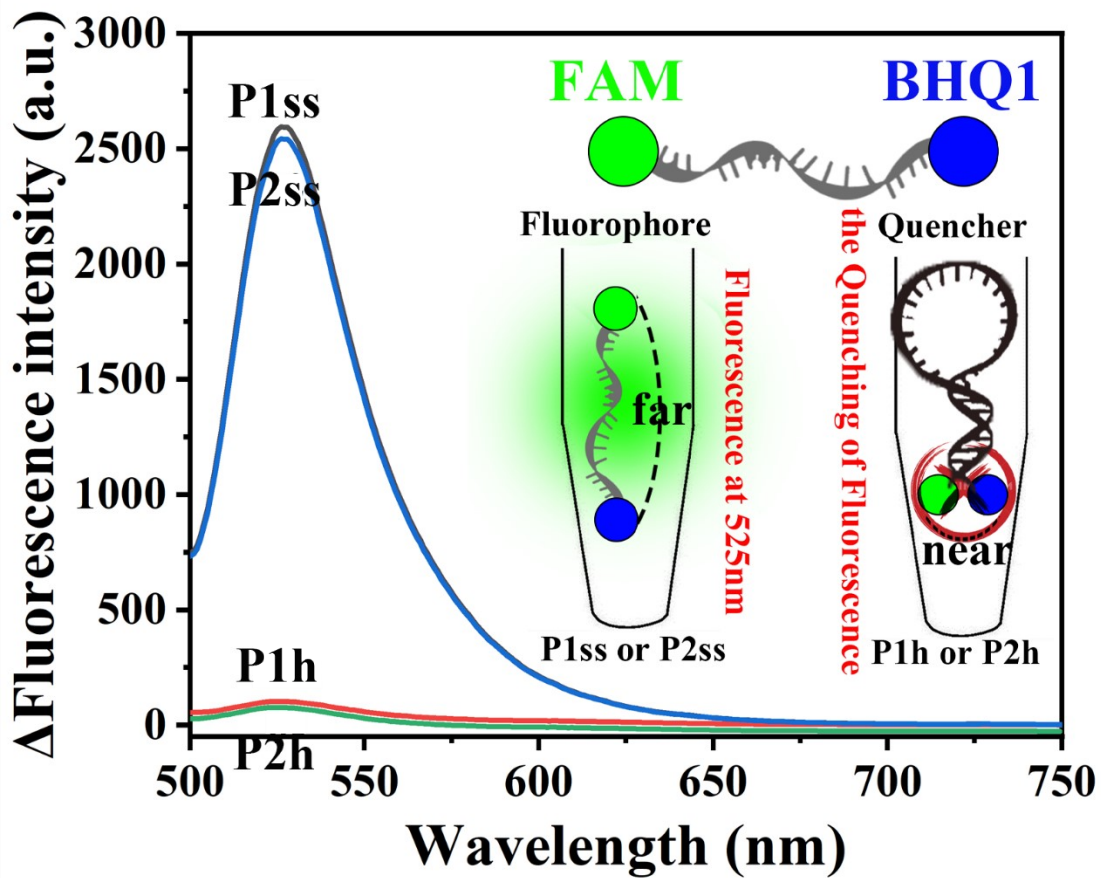 ΔFluorescence intensity (a.u.)
3000
2500
2000
1500
1000
500
0
P1ss
P2ss
P1h
P2h
FAM
BHQ1
Fluorophore
Quencher
far
Fluorescence at 525nm
the Quenching of Fluorescence
near
P1ss or P2ss
P1h or P2h
500
550
600
650
700
750
Wavelength (nm)